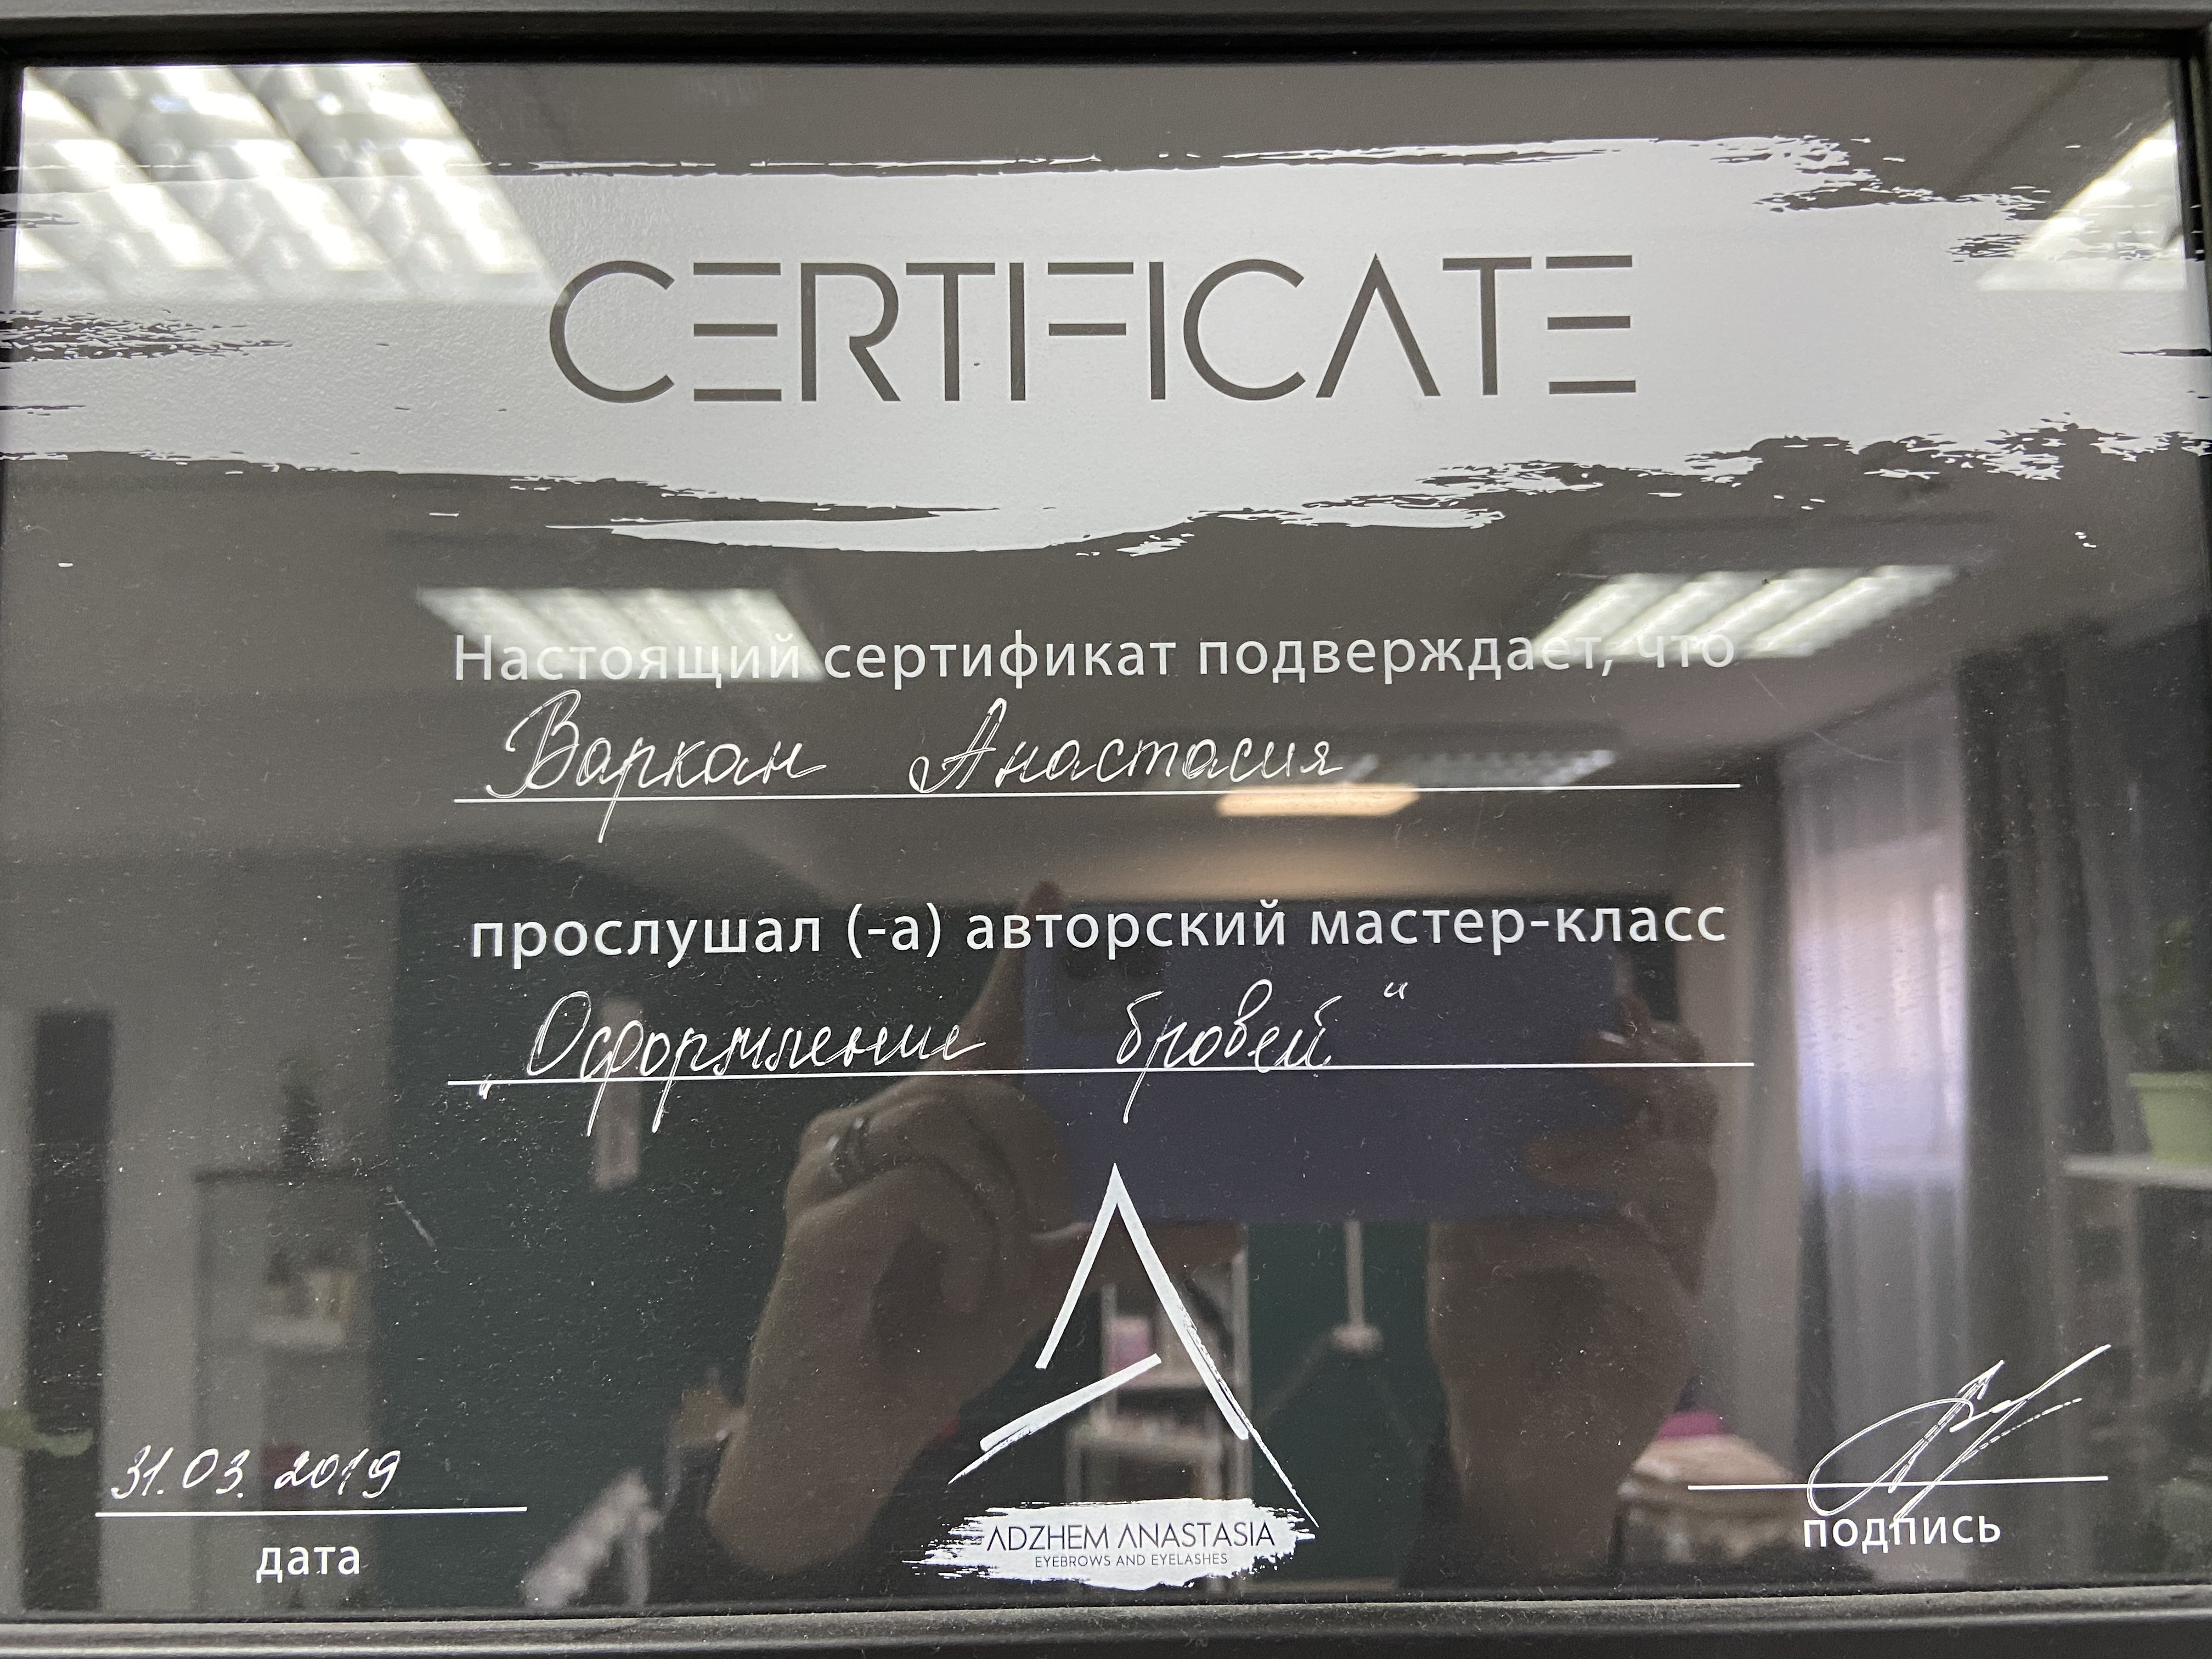 CERTIFICATE
Настоящий сертификат подтверждает, что
Варкан Анастасия
прослушал (-а) авторский мастер-класс
„Оформление бровей“
31.03.2019
дата
подпись
ADZHEM ANASTASIA
EYEBROWS AND EYELASHES